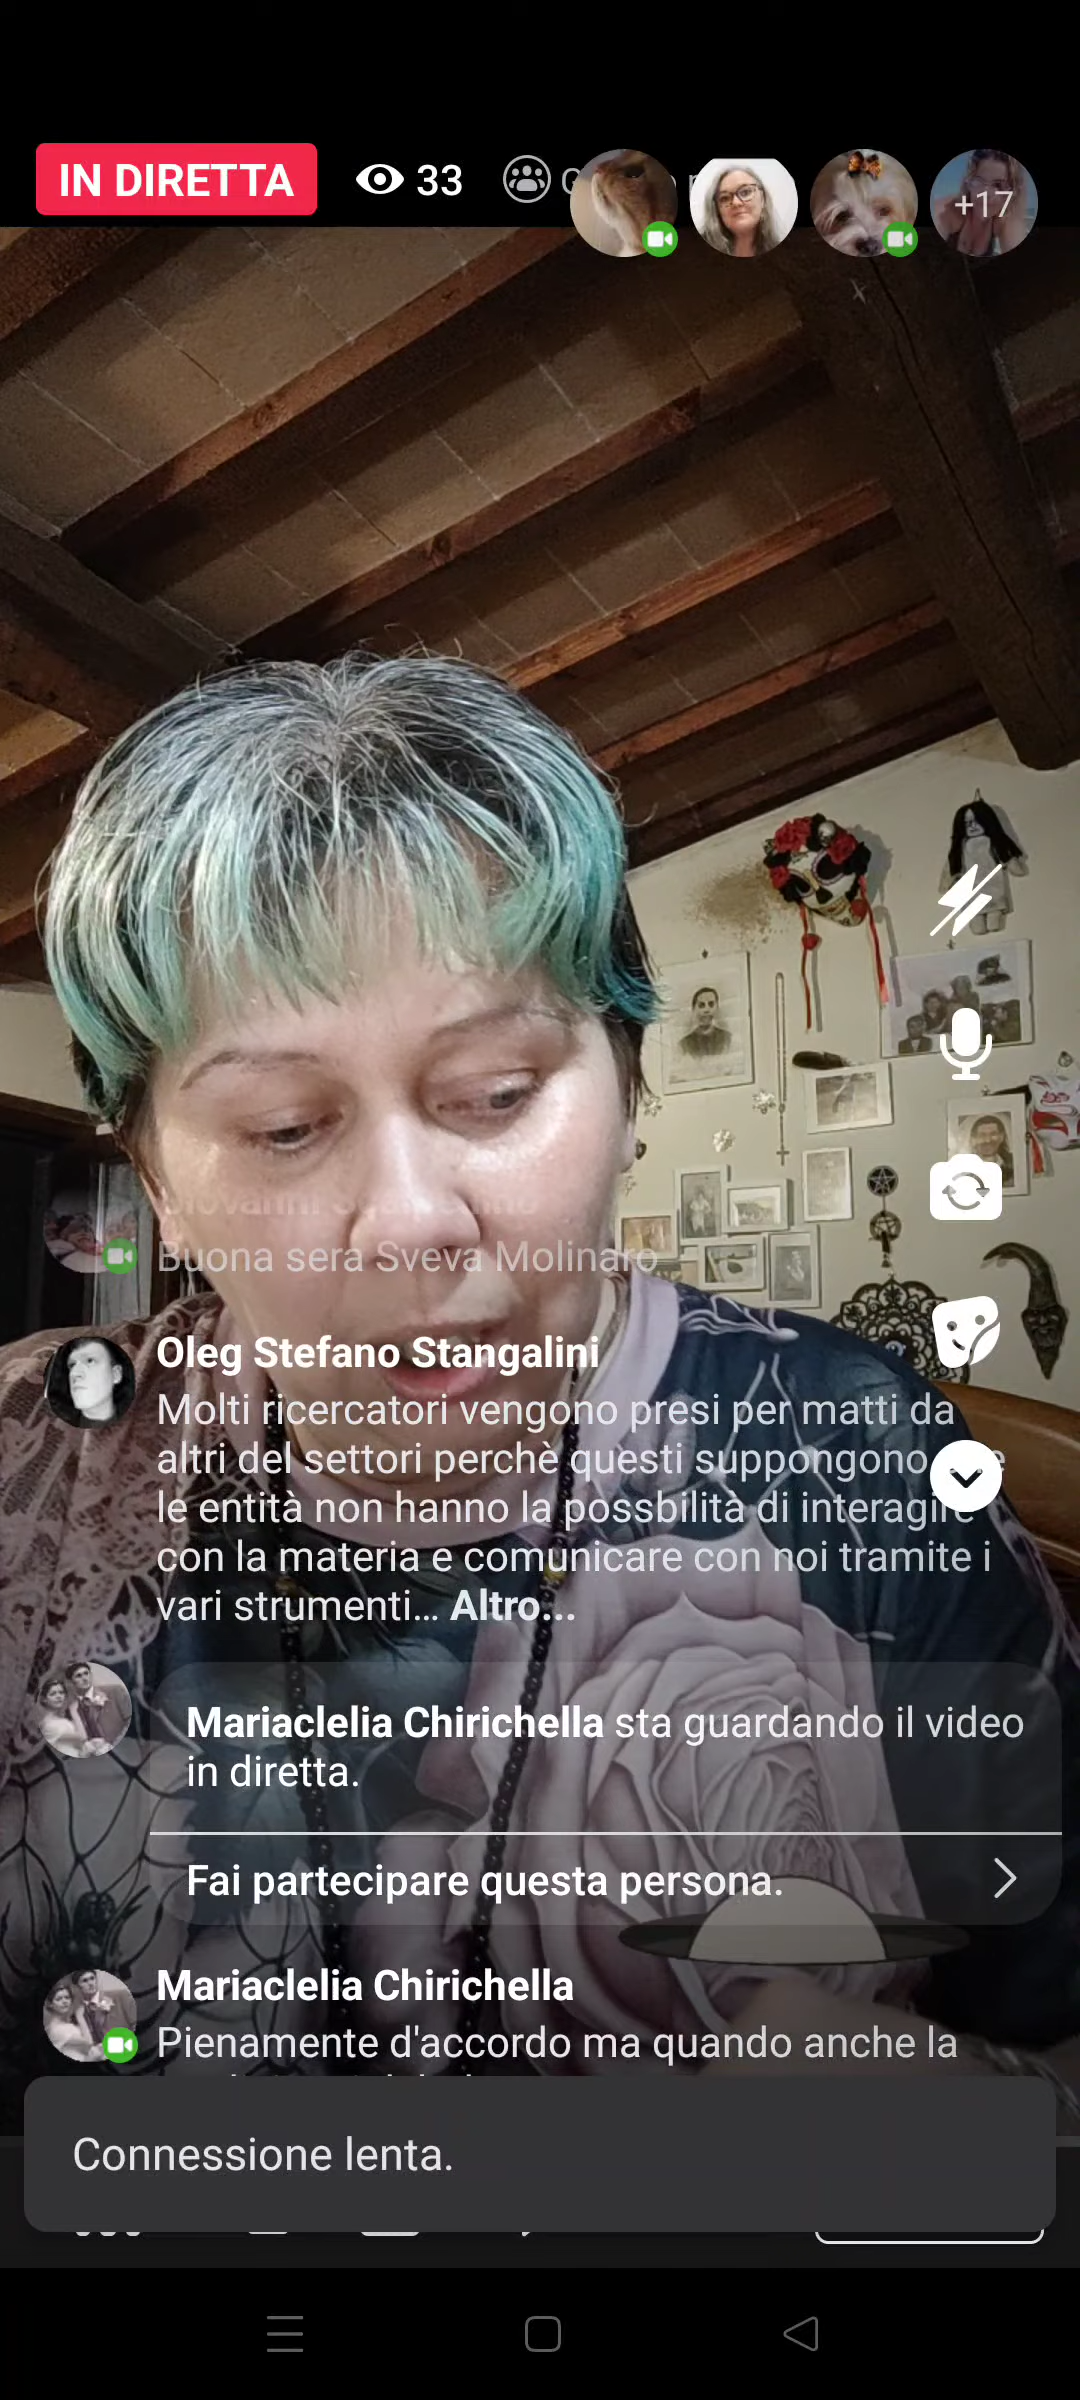 IN DIRETTA
33
+17
Buona sera Sveva Molinaro
Oleg Stefano Stangalini
Molti ricercatori vengono presi per matti da
altri del settori perchè questi suppongono
le entità non hanno la possbilità di interagire
con la materia e comunicare con noi tramite i
vari strumenti... Altro...
Mariaclelia Chirichella sta guardando il video
in diretta.
Fai partecipare questa persona.
Mariaclelia Chirichella
Pienamente d'accordo ma quando anche la
Connessione lenta.